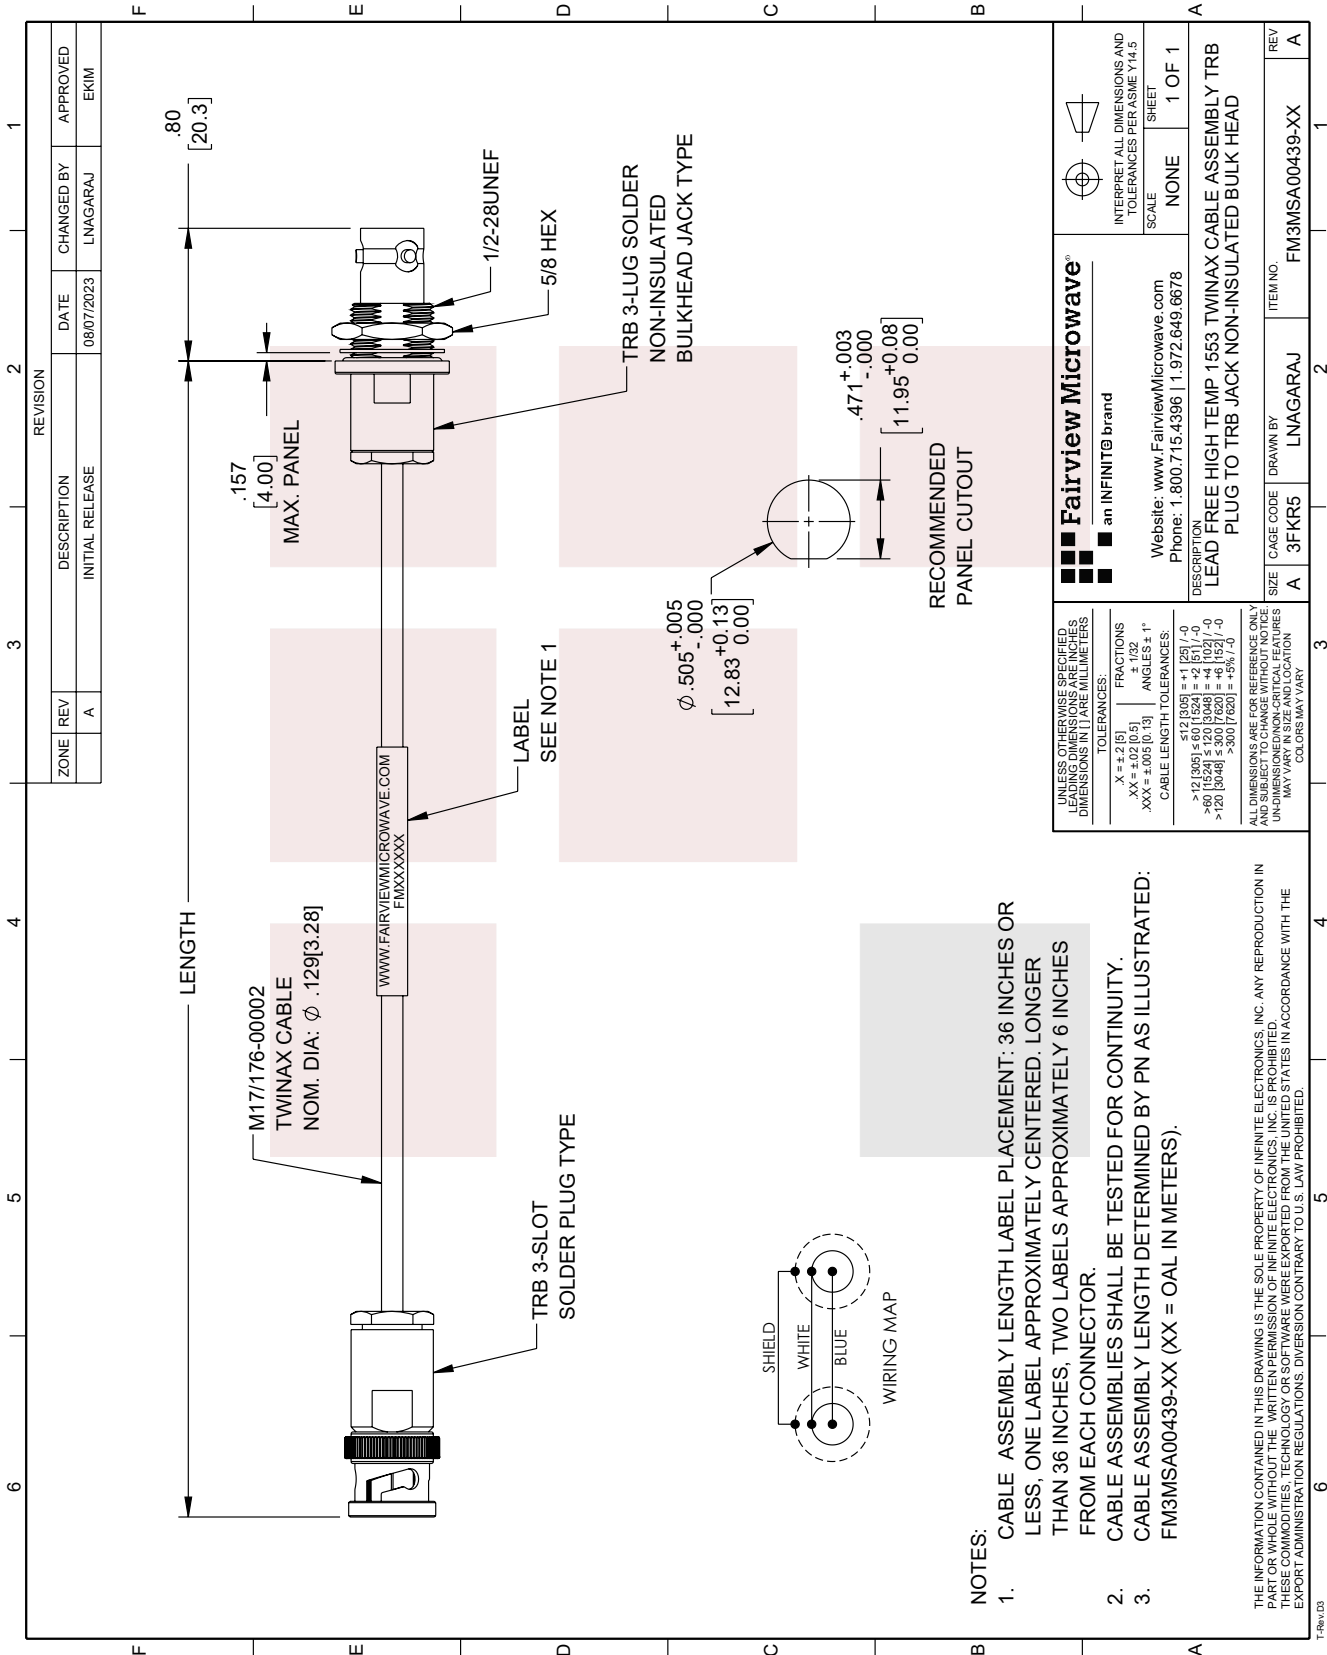 REVISION
ZONE REV DESCRIPTION DATE CHANGED BY APPROVED
A INITIAL RELEASE 08/07/2023 LNAGARAJ EKIM
6 5 4 3 2 1
F
E
D
C
B
A
LENGTH
.80
[20.3]
.157
[4.00]
MAX. PANEL
M17/176-00002
TWINAX CABLE
NOM. DIA: Ø .129[3.28]
WWW.FAIRVIEWMICROWAVE.COM
FMXXXXXX
1/2-28UNEF
5/8 HEX
TRB 3-LUG SOLDER
NON-INSULATED
BULKHEAD JACK TYPE
LABEL
SEE NOTE 1
TRB 3-SLOT
SOLDER PLUG TYPE
Ø .505 +.005
-.000
[12.83 +0.13
0.00]
.471 +.003
-.000
[11.95 +0.08
0.00]
RECOMMENDED
PANEL CUTOUT
SHIELD
WHITE
BLUE
WIRING MAP
NOTES:
1. CABLE ASSEMBLY LENGTH LABEL PLACEMENT: 36 INCHES OR
LESS, ONE LABEL APPROXIMATELY CENTERED. LONGER
THAN 36 INCHES, TWO LABELS APPROXIMATELY 6 INCHES
FROM EACH CONNECTOR.
2. CABLE ASSEMBLIES SHALL BE TESTED FOR CONTINUITY.
3. CABLE ASSEMBLY LENGTH DETERMINED BY PN AS ILLUSTRATED:
FM3MSA00439-XX (XX = OAL IN METERS).
THE INFORMATION CONTAINED IN THIS DRAWING IS THE SOLE PROPERTY OF INFINITE ELECTRONICS, INC. ANY REPRODUCTION IN
PART OR WHOLE WITHOUT THE WRITTEN PERMISSION OF INFINITE ELECTRONICS, INC. IS PROHIBITED.
THESE COMMODITIES, TECHNOLOGY OR SOFTWARE WERE EXPORTED FROM THE UNITED STATES IN ACCORDANCE WITH THE
EXPORT ADMINISTRATION REGULATIONS. DIVERSION CONTRARY TO U.S. LAW PROHIBITED.
UNLESS OTHERWISE SPECIFIED
LEADING DIMENSIONS ARE INCHES
DIMENSIONS IN [ ] ARE MILLIMETERS
TOLERANCES:
.X = ±.2 [5] FRACTIONS
.XX = ±.02 [0.5] ± 1/32
.XXX = ±.005 [0.13] ANGLES ± 1°
CABLE LENGTH TOLERANCES:
≤12 [305] = +1 [25] / -0
>12 [305] ≤ 60 [1524] = +2 [51] / -0
>60 [1524] ≤ 120 [3048] = +4 [102] / -0
>120 [3048] ≤ 300 [7620] = +6 [152] / -0
>300 [7620] = +5% / -0
ALL DIMENSIONS ARE FOR REFERENCE ONLY
AND SUBJECT TO CHANGE WITHOUT NOTICE.
UN-DIMENSIONED/NON-CRITICAL FEATURES
MAY VARY IN SIZE AND LOCATION
COLORS MAY VARY
Fairview Microwave®
an INFINIT@ brand
Website: www.FairviewMicrowave.com
Phone: 1.800.715.4396 | 1.972.649.6678
INTERPRET ALL DIMENSIONS AND
TOLERANCES PER ASME Y14.5
SCALE SHEET
NONE 1 OF 1
DESCRIPTION
LEAD FREE HIGH TEMP 1553 TWINAX CABLE ASSEMBLY TRB
PLUG TO TRB JACK NON-INSULATED BULK HEAD
SIZE CAGE CODE DRAWN BY ITEM NO. REV
A 3FKR5 LNAGARAJ FM3MSA00439-XX A
6 5 4 3 2 1
F
E
D
C
B
A
T-Rev.D3